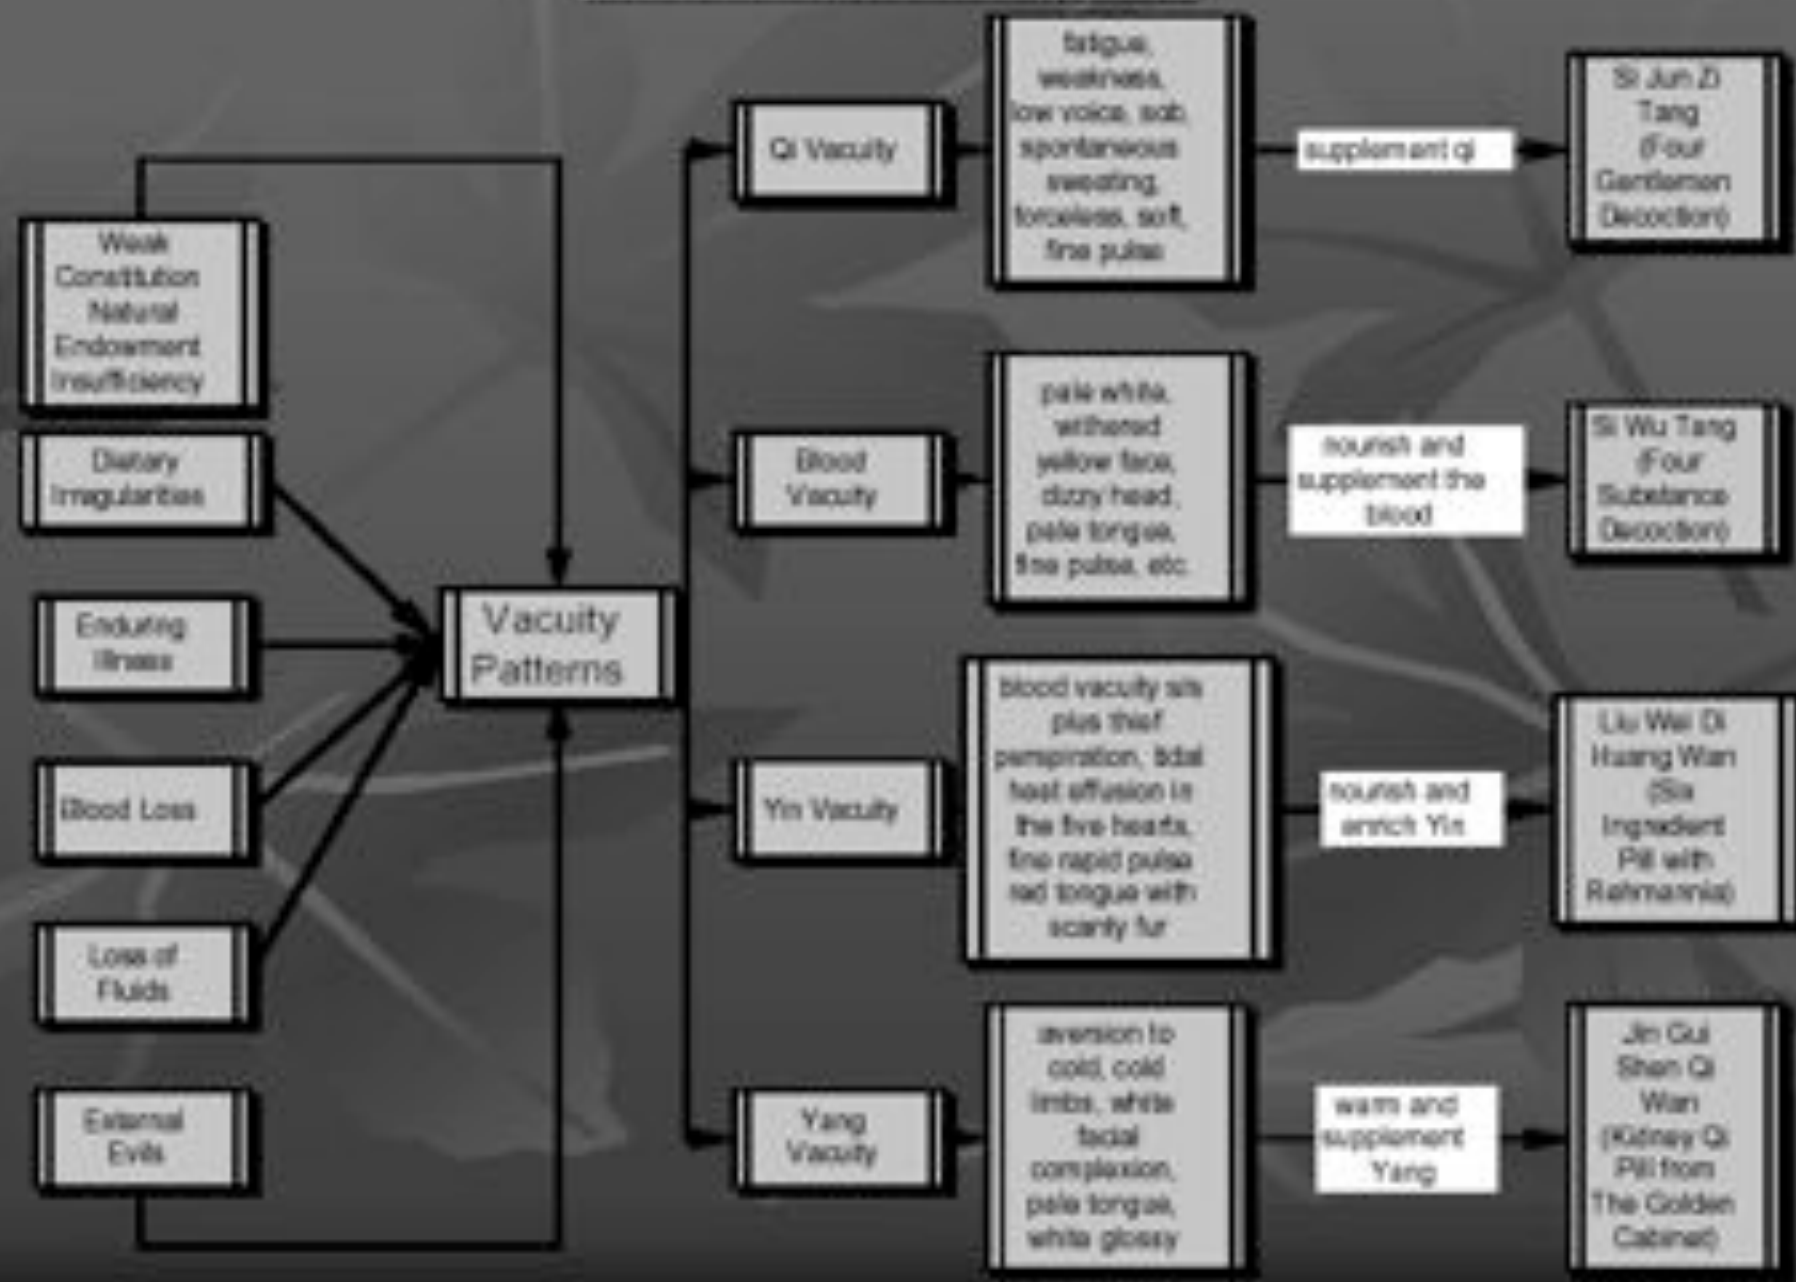 Weak
Constitution
Natural
Endowment
Insufficiency
Dietary
Irregularities
Enduring
Illness
Blood Loss
Loss of
Fluids
External
Evils
Vacuity
Patterns
Qi Vacuity
fatigue,
weakness,
low voice, sob,
spontaneous
sweating,
forceless, soft,
fine pulse
supplement qi
Si Jun Zi
Tang
(Four
Gentlemen
Decoction)
Blood
Vacuity
pale white,
withered
yellow face,
dizzy head,
pale tongue,
fine pulse, etc.
nourish and
supplement the
blood
Si Wu Tang
(Four
Substance
Decoction)
Yin Vacuity
blood vacuity s/s
plus thief
perspiration, tidal
heat effusion in
the five hearts,
fine rapid pulse
red tongue with
scanty fur
nourish and
enrich Yin
Liu Wei Di
Huang Wan
(Six
Ingredient
Pill with
Rehmannia)
Yang
Vacuity
aversion to
cold, cold
limbs, white
facial
complexion,
pale tongue,
white glossy
warm and
supplement
Yang
Jin Gui
Shen Qi
Wan
(Kidney Qi
Pill from
The Golden
Cabinet)